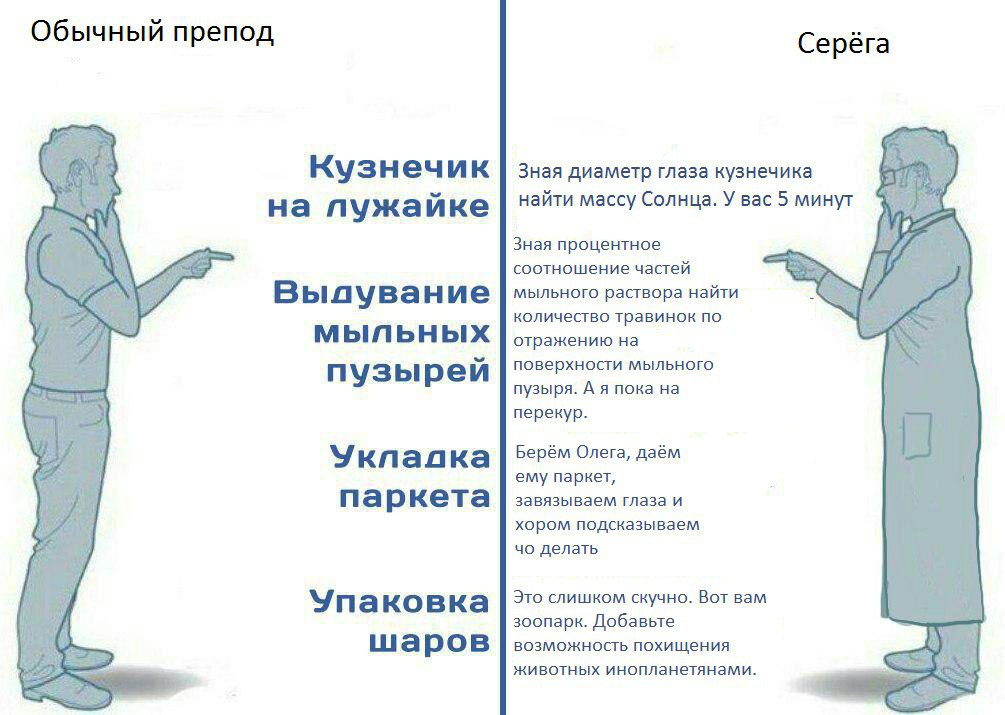 Обычный препод
Серёга
Кузнечик
на лужайке
Зная диаметр глаза кузнечика
найти массу Солнца. У вас 5 минут
Выдувание
мыльных
пузырей
Зная процентное
соотношение частей
мыльного раствора найти
количество травинок по
отражению на
поверхности мыльного
пузыря. А я пока на
перекур.
Укладка
паркета
Берём Олега, даём
ему паркет,
завязываем глаза и
хором подсказываем
чо делать
Упаковка
шаров
Это слишком скучно. Вот вам
зоопарк. Добавьте
возможность похищения
животных инопланетянами.